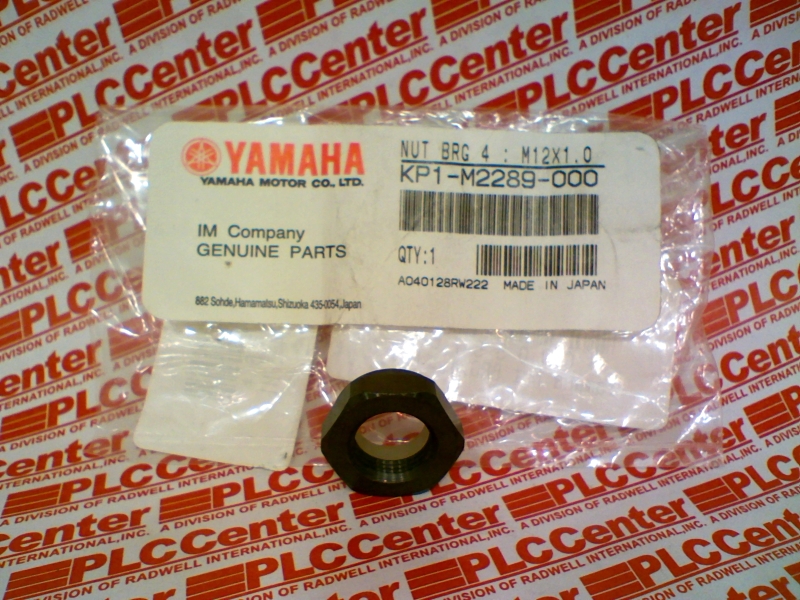 YAMAHA
YAMAHA MOTOR CO., LTD.
IM Company
GENUINE PARTS
882 Sohde,Hamamatsu,Shizuoka 435-0054,Japan
NUT BRG 4 : M12X1.0
KP1-M2289-000
QTY:1
A040128RW222 MADE IN JAPAN
PLCCenter
A DIVISION OF RADWELL INTERNATIONAL,INC.